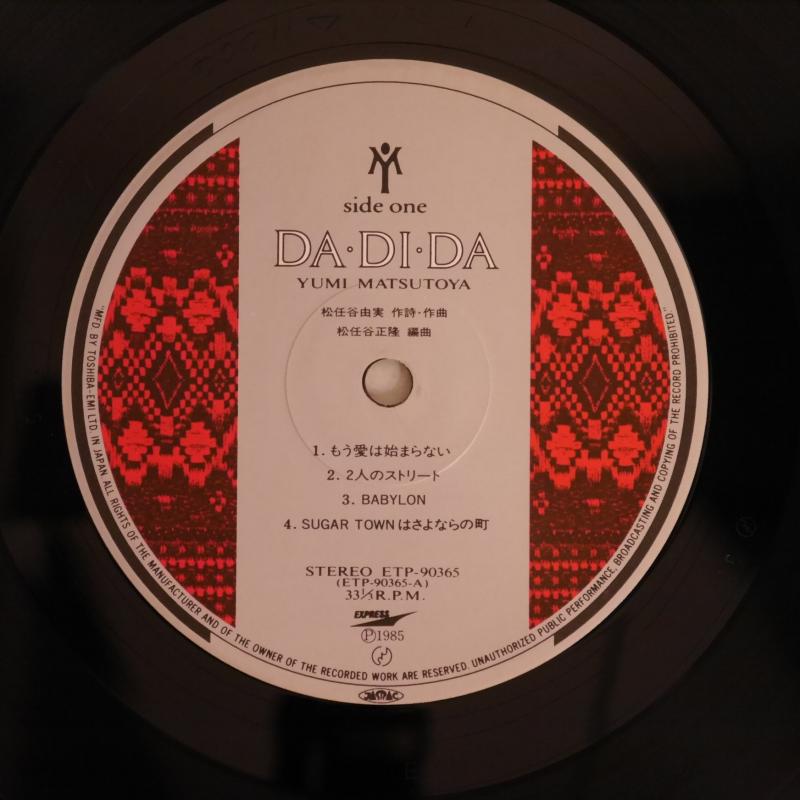 side one
DA・DI・DA
YUMI MATSUTOYA
松任谷由実 作詩・作曲
松任谷正隆 編曲
1. もう愛は始まらない
2. 2人のストリート
3. BABYLON
4. SUGAR TOWNはさよならの町
STEREO ETP-90365
(ETP-90365-A)
33⅓ R.P.M.
EXPRESS
Ⓟ1985
JASRAC
"MFD. BY TOSHIBA-EMI LTD. IN JAPAN ALL RIGHTS OF THE MANUFACTURER AND OF THE OWNER OF THE RECORDED WORK ARE RESERVED. UNAUTHORIZED PUBLIC PERFORMANCE, BROADCASTING AND COPYING OF THE RECORD PROHIBITED."